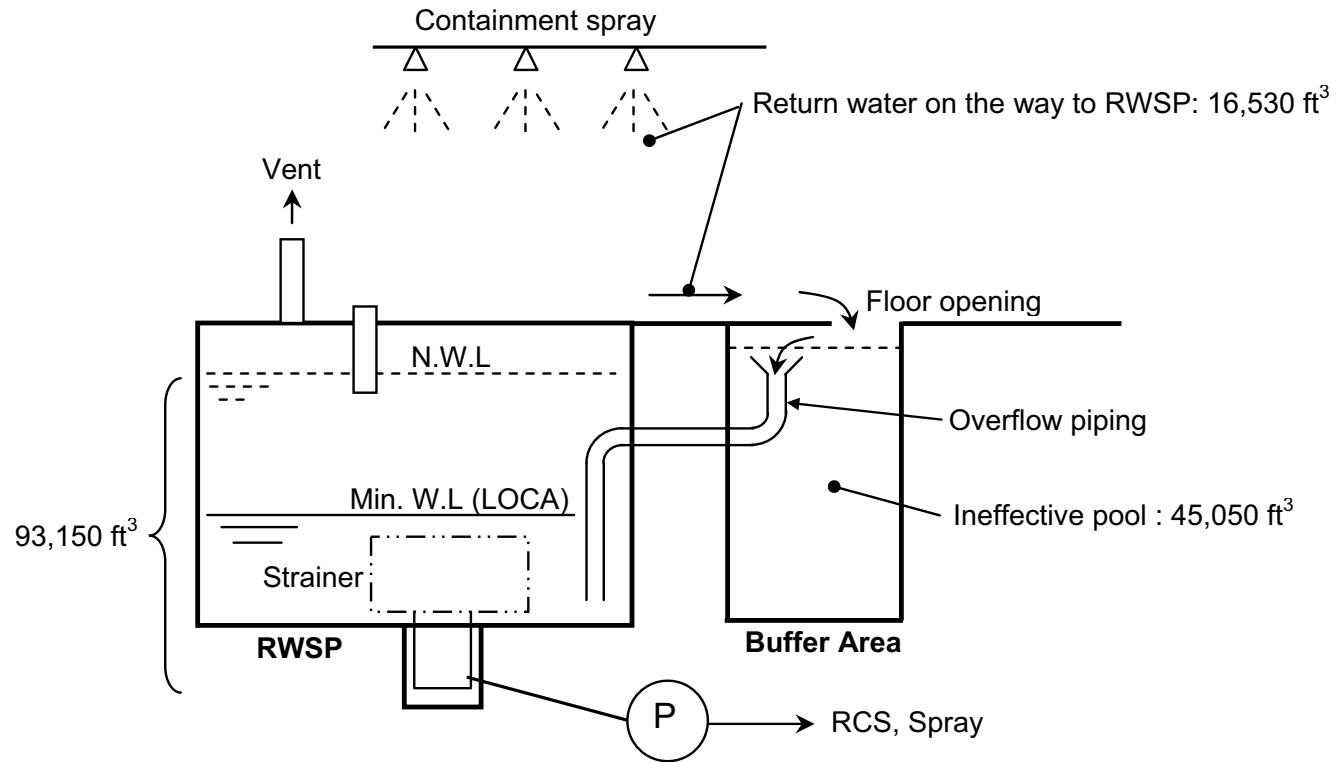 Containment spray
Return water on the way to RWSP: 16,530 ft³
Vent
Floor opening
N.W.L
Overflow piping
Min. W.L (LOCA)
Ineffective pool : 45,050 ft³
93,150 ft³
Strainer
RWSP
Buffer Area
P
RCS, Spray